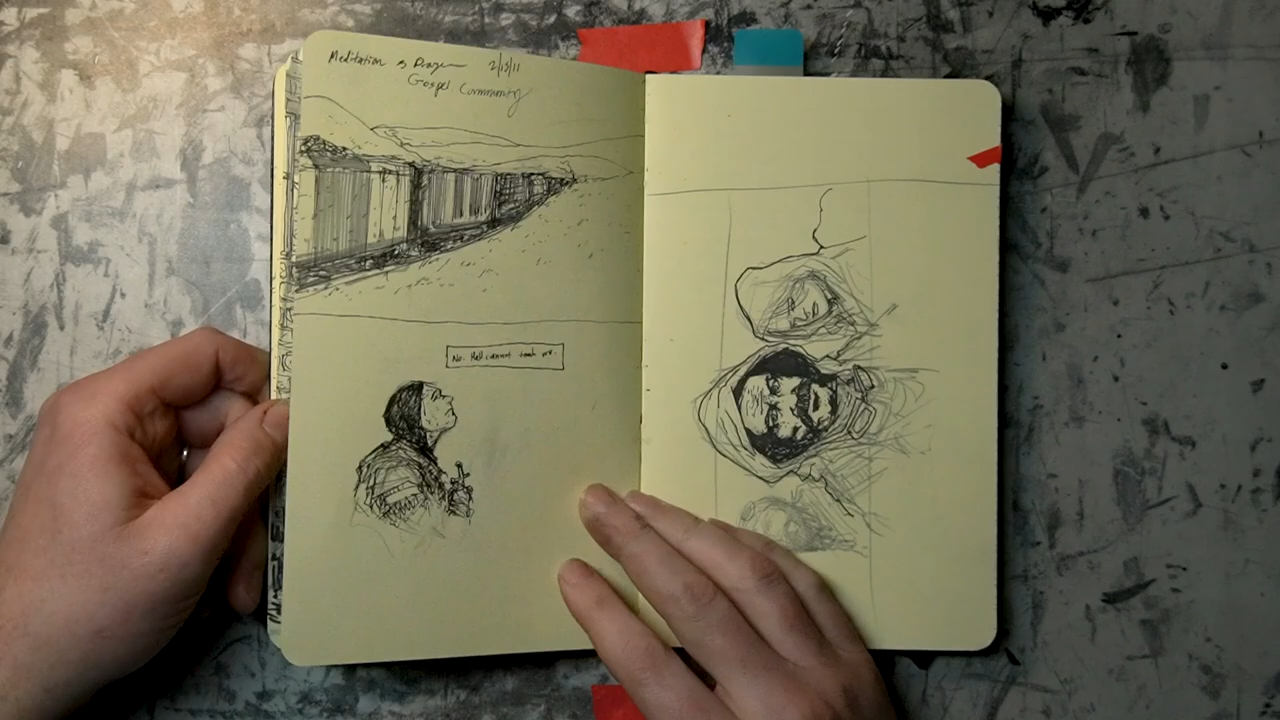 Meditation & Prayer 2/13/11
Gospel Community
No. Hell cannot touch me.